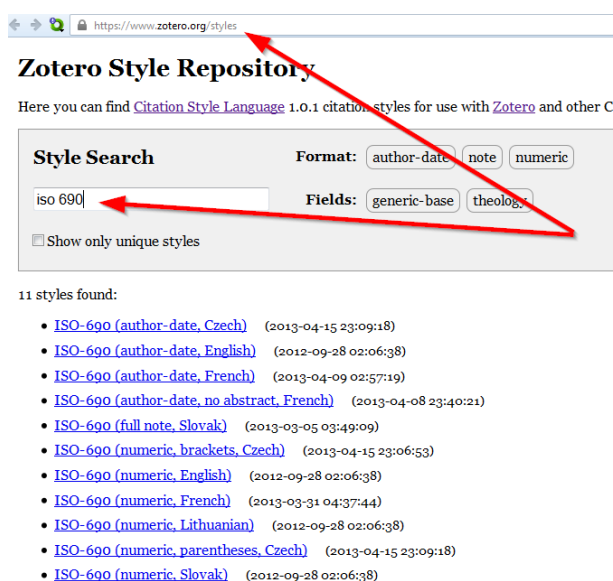 https://www.zotero.org/styles
Zotero Style Repository
Here you can find Citation Style Language 1.0.1 citation styles for use with Zotero and other C
Style Search
Format: author-date note numeric
iso 690
Fields: generic-base theology
Show only unique styles
11 styles found:
ISO-690 (author-date, Czech) (2013-04-15 23:09:18)
ISO-690 (author-date, English) (2012-09-28 02:06:38)
ISO-690 (author-date, French) (2013-04-09 02:57:19)
ISO-690 (author-date, no abstract, French) (2013-04-08 23:40:21)
ISO-690 (full note, Slovak) (2013-03-05 03:49:09)
ISO-690 (numeric, brackets, Czech) (2013-04-15 23:06:53)
ISO-690 (numeric, English) (2012-09-28 02:06:38)
ISO-690 (numeric, French) (2013-03-31 04:37:44)
ISO-690 (numeric, Lithuanian) (2012-09-28 02:06:38)
ISO-690 (numeric, parentheses, Czech) (2013-04-15 23:09:18)
ISO-690 (numeric, Slovak) (2012-09-28 02:06:38)